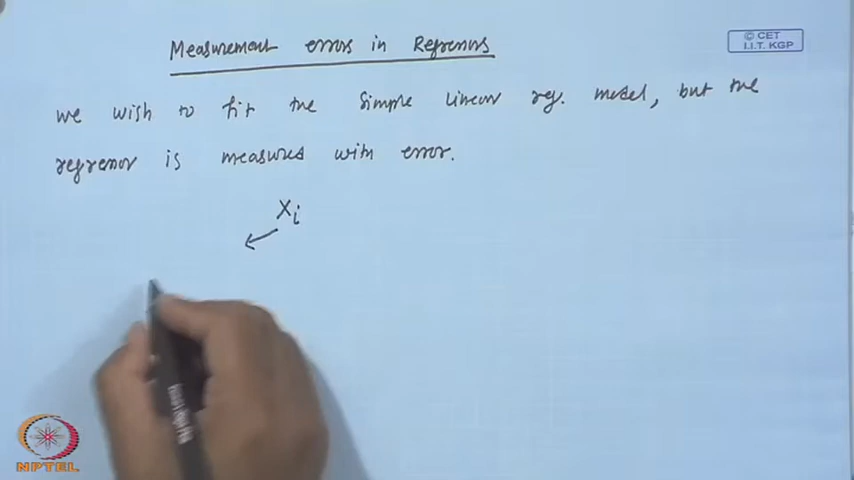 Measurement errors in Regressors
© CET
I.I.T. KGP
we wish to fit the simple linear reg. model, but the
regressor is measured with error.
Xi
NPTEL